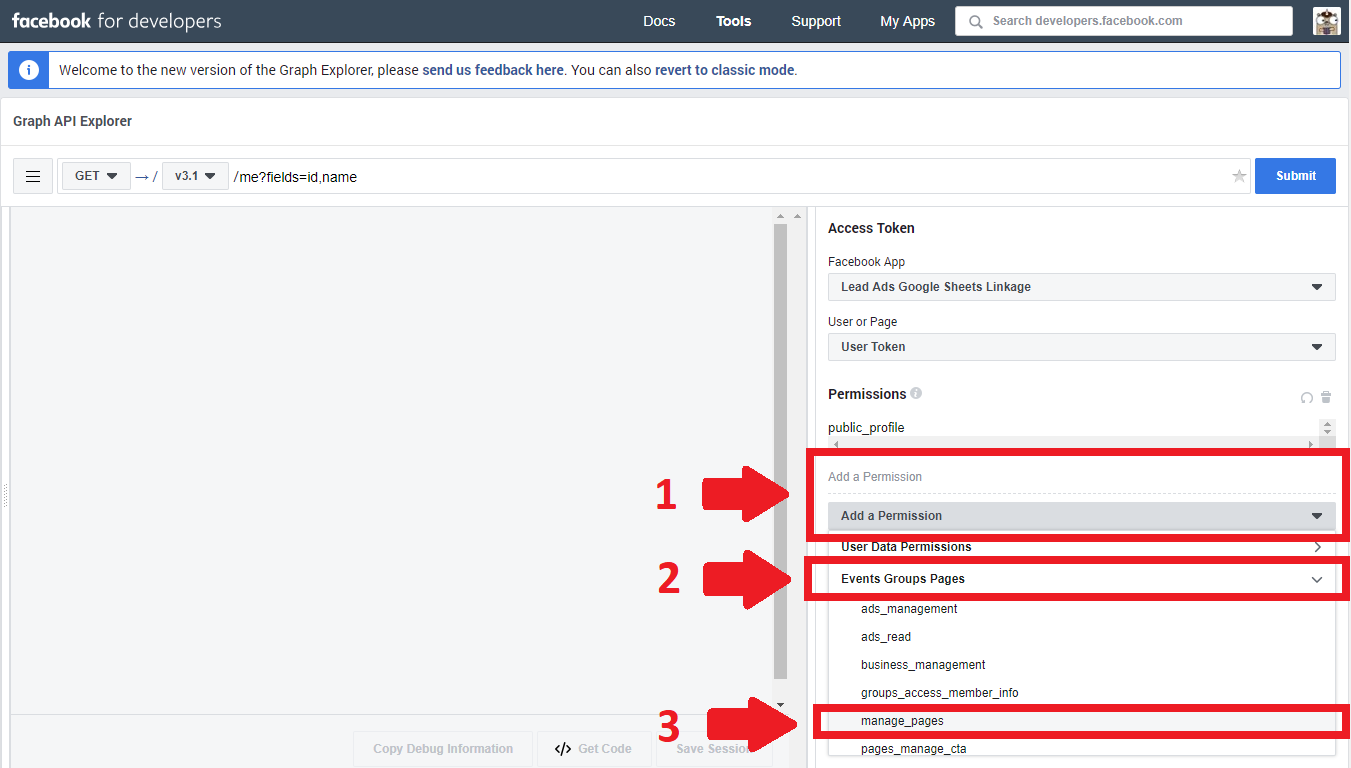 facebook for developers
Docs
Tools
Support
My Apps
Search developers.facebook.com
Welcome to the new version of the Graph Explorer, please send us feedback here. You can also revert to classic mode.
Graph API Explorer
GET
→ /
v3.1
/me?fields=id,name
Submit
Access Token
Facebook App
Lead Ads Google Sheets Linkage
User or Page
User Token
Permissions
public_profile
Add a Permission
1
Add a Permission
User Data Permissions
2
Events Groups Pages
ads_management
ads_read
business_management
groups_access_member_info
3
manage_pages
pages_manage_cta
Copy Debug Information
</> Get Code
Save Session